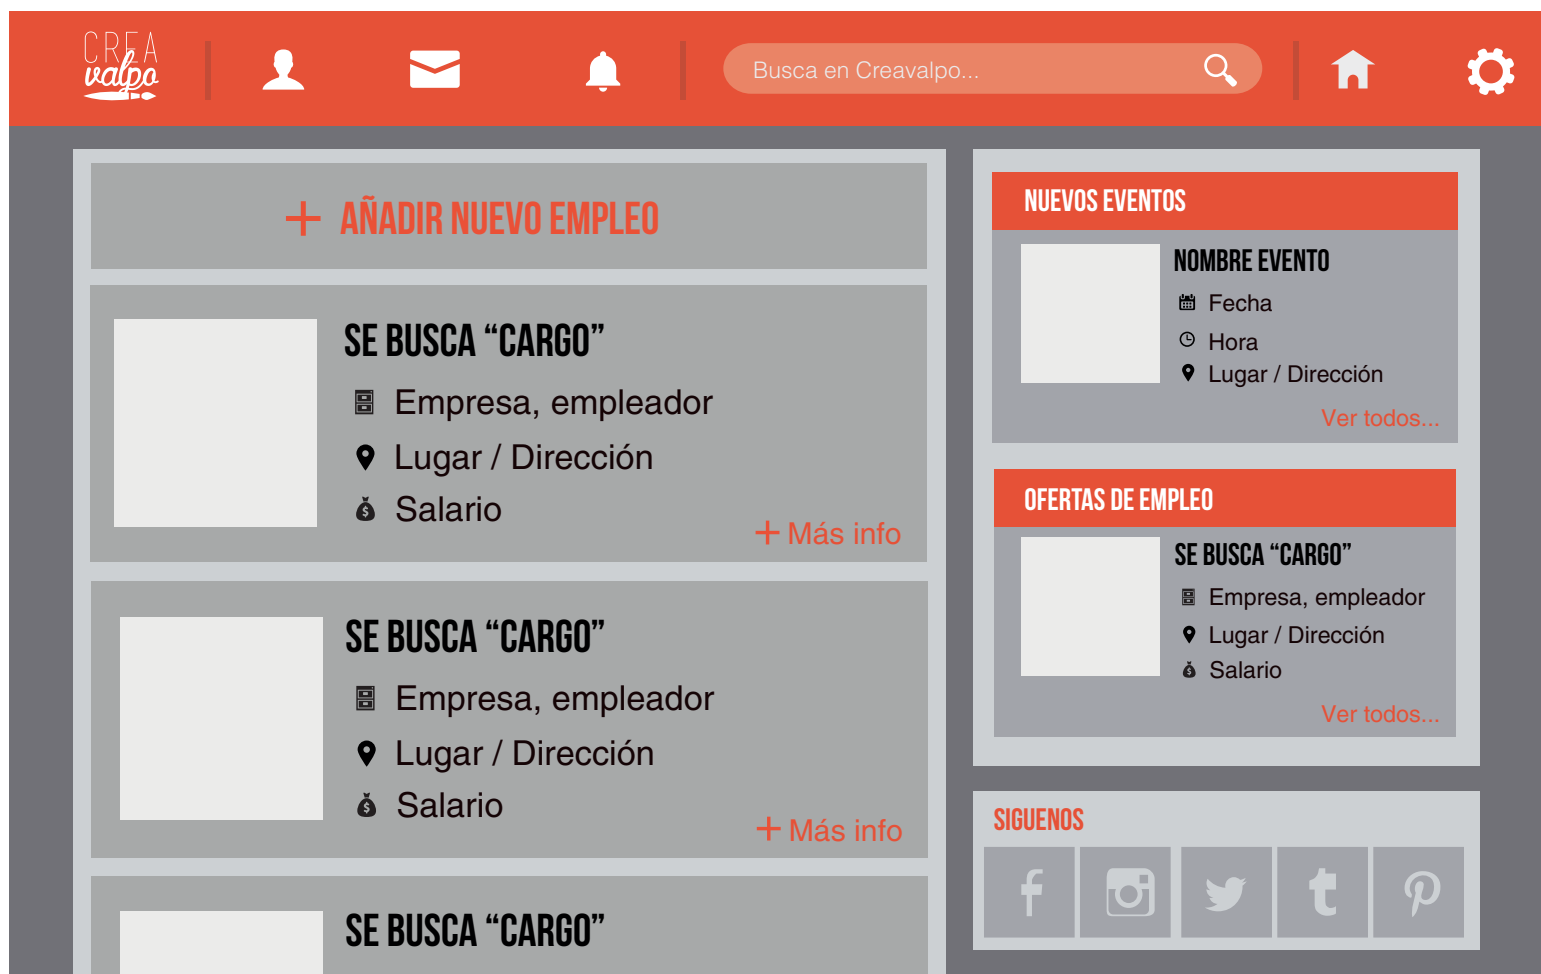 CREA
valpo
Busca en Creavalpo...
+ AÑADIR NUEVO EMPLEO
SE BUSCA “CARGO”
Empresa, empleador
Lugar / Dirección
Salario
+ Más info
SE BUSCA “CARGO”
Empresa, empleador
Lugar / Dirección
Salario
+ Más info
SE BUSCA “CARGO”
NUEVOS EVENTOS
NOMBRE EVENTO
Fecha
Hora
Lugar / Dirección
Ver todos...
OFERTAS DE EMPLEO
SE BUSCA “CARGO”
Empresa, empleador
Lugar / Dirección
Salario
Ver todos...
SIGUENOS